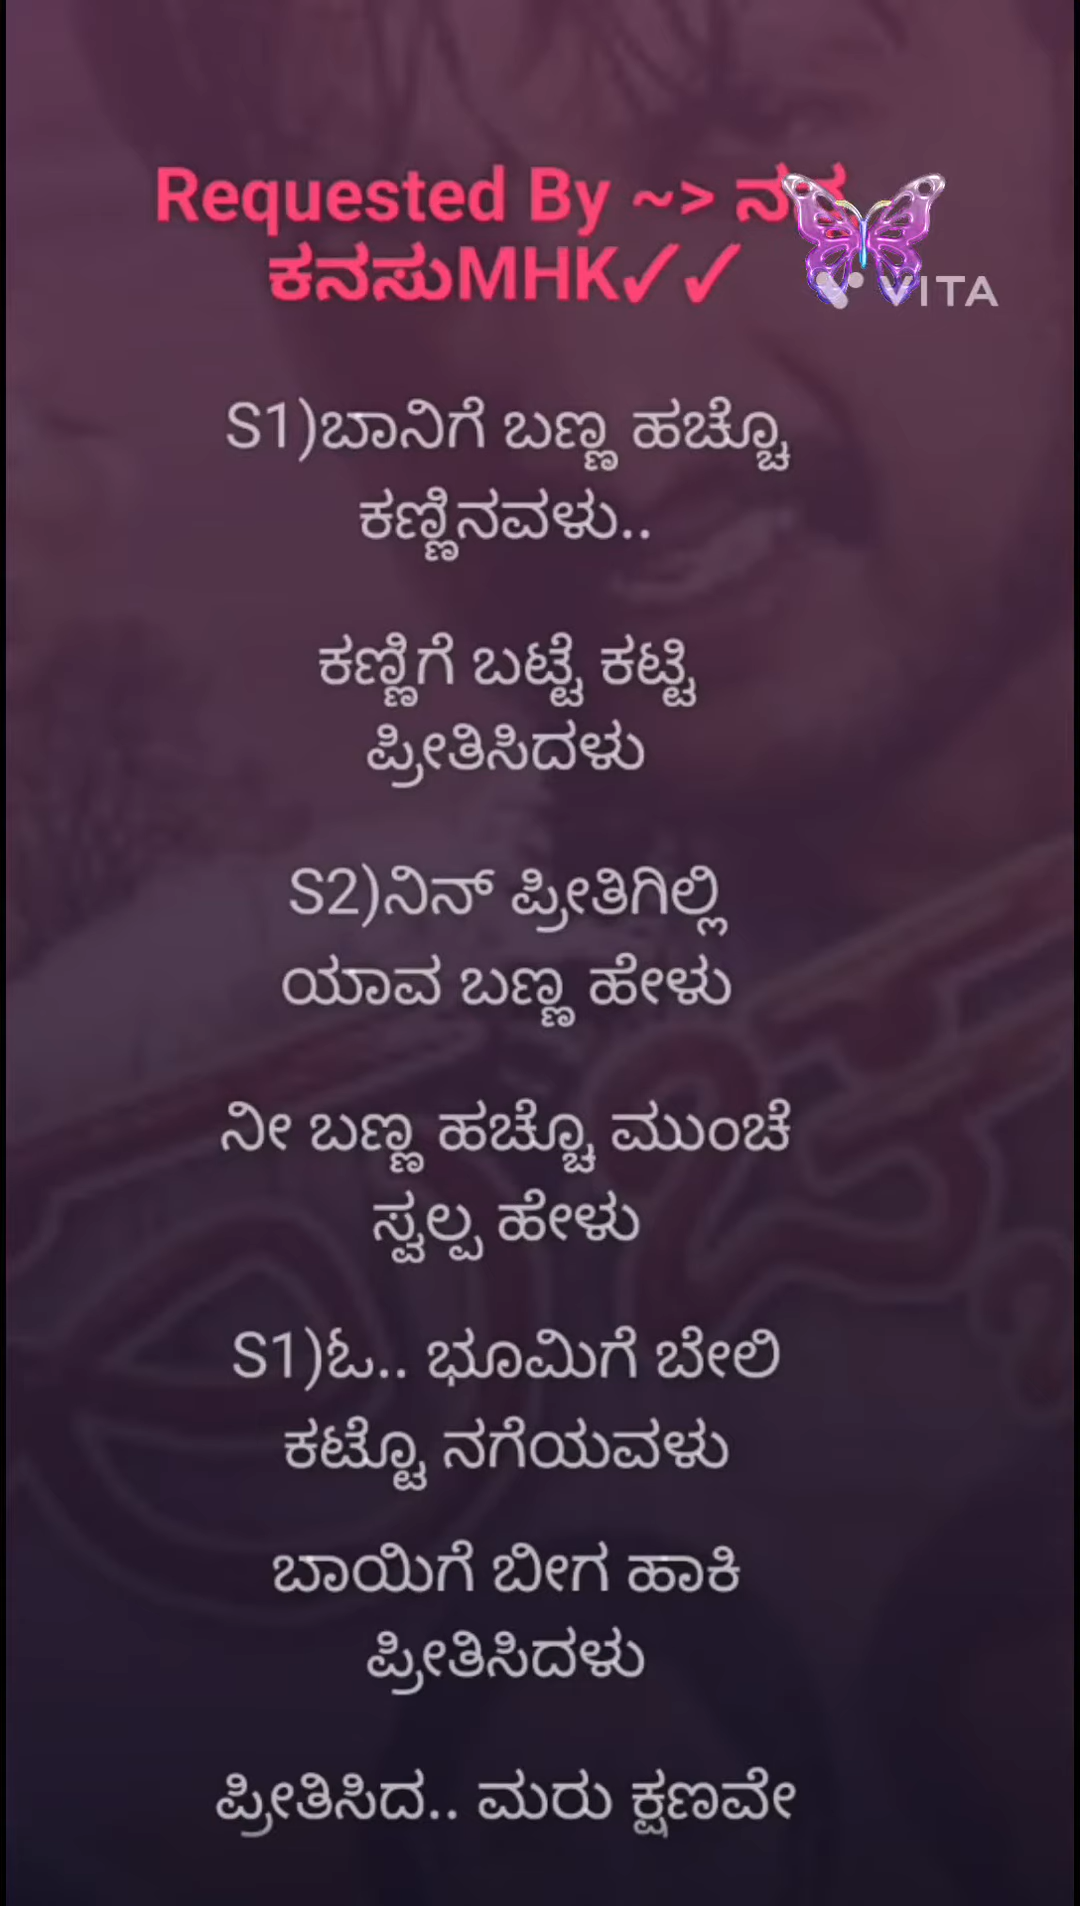 Requested By ~>
ಕನಸುMHK✓✓
VITA
S1)ಬಾನಿಗೆ ಬಣ್ಣ ಹಚ್ಚೊ
ಕಣ್ಣಿನವಳು..
ಕಣ್ಣಿಗೆ ಬಟ್ಟೆ ಕಟ್ಟಿ
ಪ್ರೀತಿಸಿದಳು
S2)ನಿನ್ ಪ್ರೀತಿಗಿಲ್ಲಿ
ಯಾವ ಬಣ್ಣ ಹೇಳು
ನೀ ಬಣ್ಣ ಹಚ್ಚೊ ಮುಂಚೆ
ಸ್ವಲ್ಪ ಹೇಳು
S1)ಓ.. ಭೂಮಿಗೆ ಬೇಲಿ
ಕಟ್ಟೊ ನಗೆಯವಳು
ಬಾಯಿಗೆ ಬೀಗ ಹಾಕಿ
ಪ್ರೀತಿಸಿದಳು
ಪ್ರೀತಿಸಿದ.. ಮರು ಕ್ಷಣವೇ